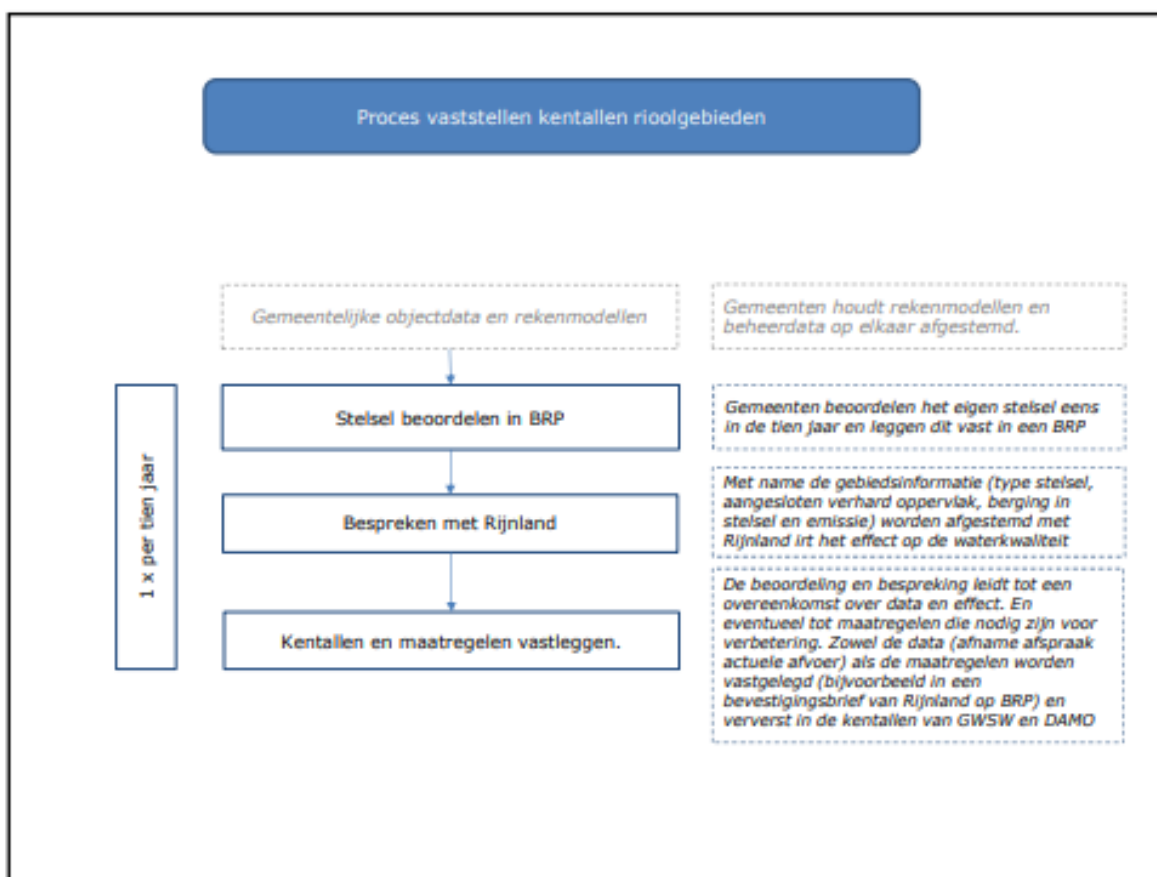 Proces vaststellen kentallen rioolgebieden
Gemeentelijke objectdata en rekenmodellen
Gemeenten houdt rekenmodellen en
beheerdata op elkaar afgestemd.
1 x per tien jaar
Stelsel beoordelen in BRP
Gemeenten beoordelen het eigen stelsel eens
in de tien jaar en leggen dit vast in een BRP
Bespreken met Rijnland
Met name de gebiedsinformatie (type stelsel,
aangesloten verhard oppervlak, berging in
stelsel en emissie) worden afgestemd met
Rijnland irt het effect op de waterkwaliteit
Kentallen en maatregelen vastleggen.
De beoordeling en bespreking leidt tot een
overeenkomst over data en effect. En
eventueel tot maatregelen die nodig zijn voor
verbetering. Zowel de data (afname afspraak
actuele afvoer) als de maatregelen worden
vastgelegd (bijvoorbeeld in een
bevestigingsbrief van Rijnland op BRP) en
ververst in de kentallen van GWSW en DAMO